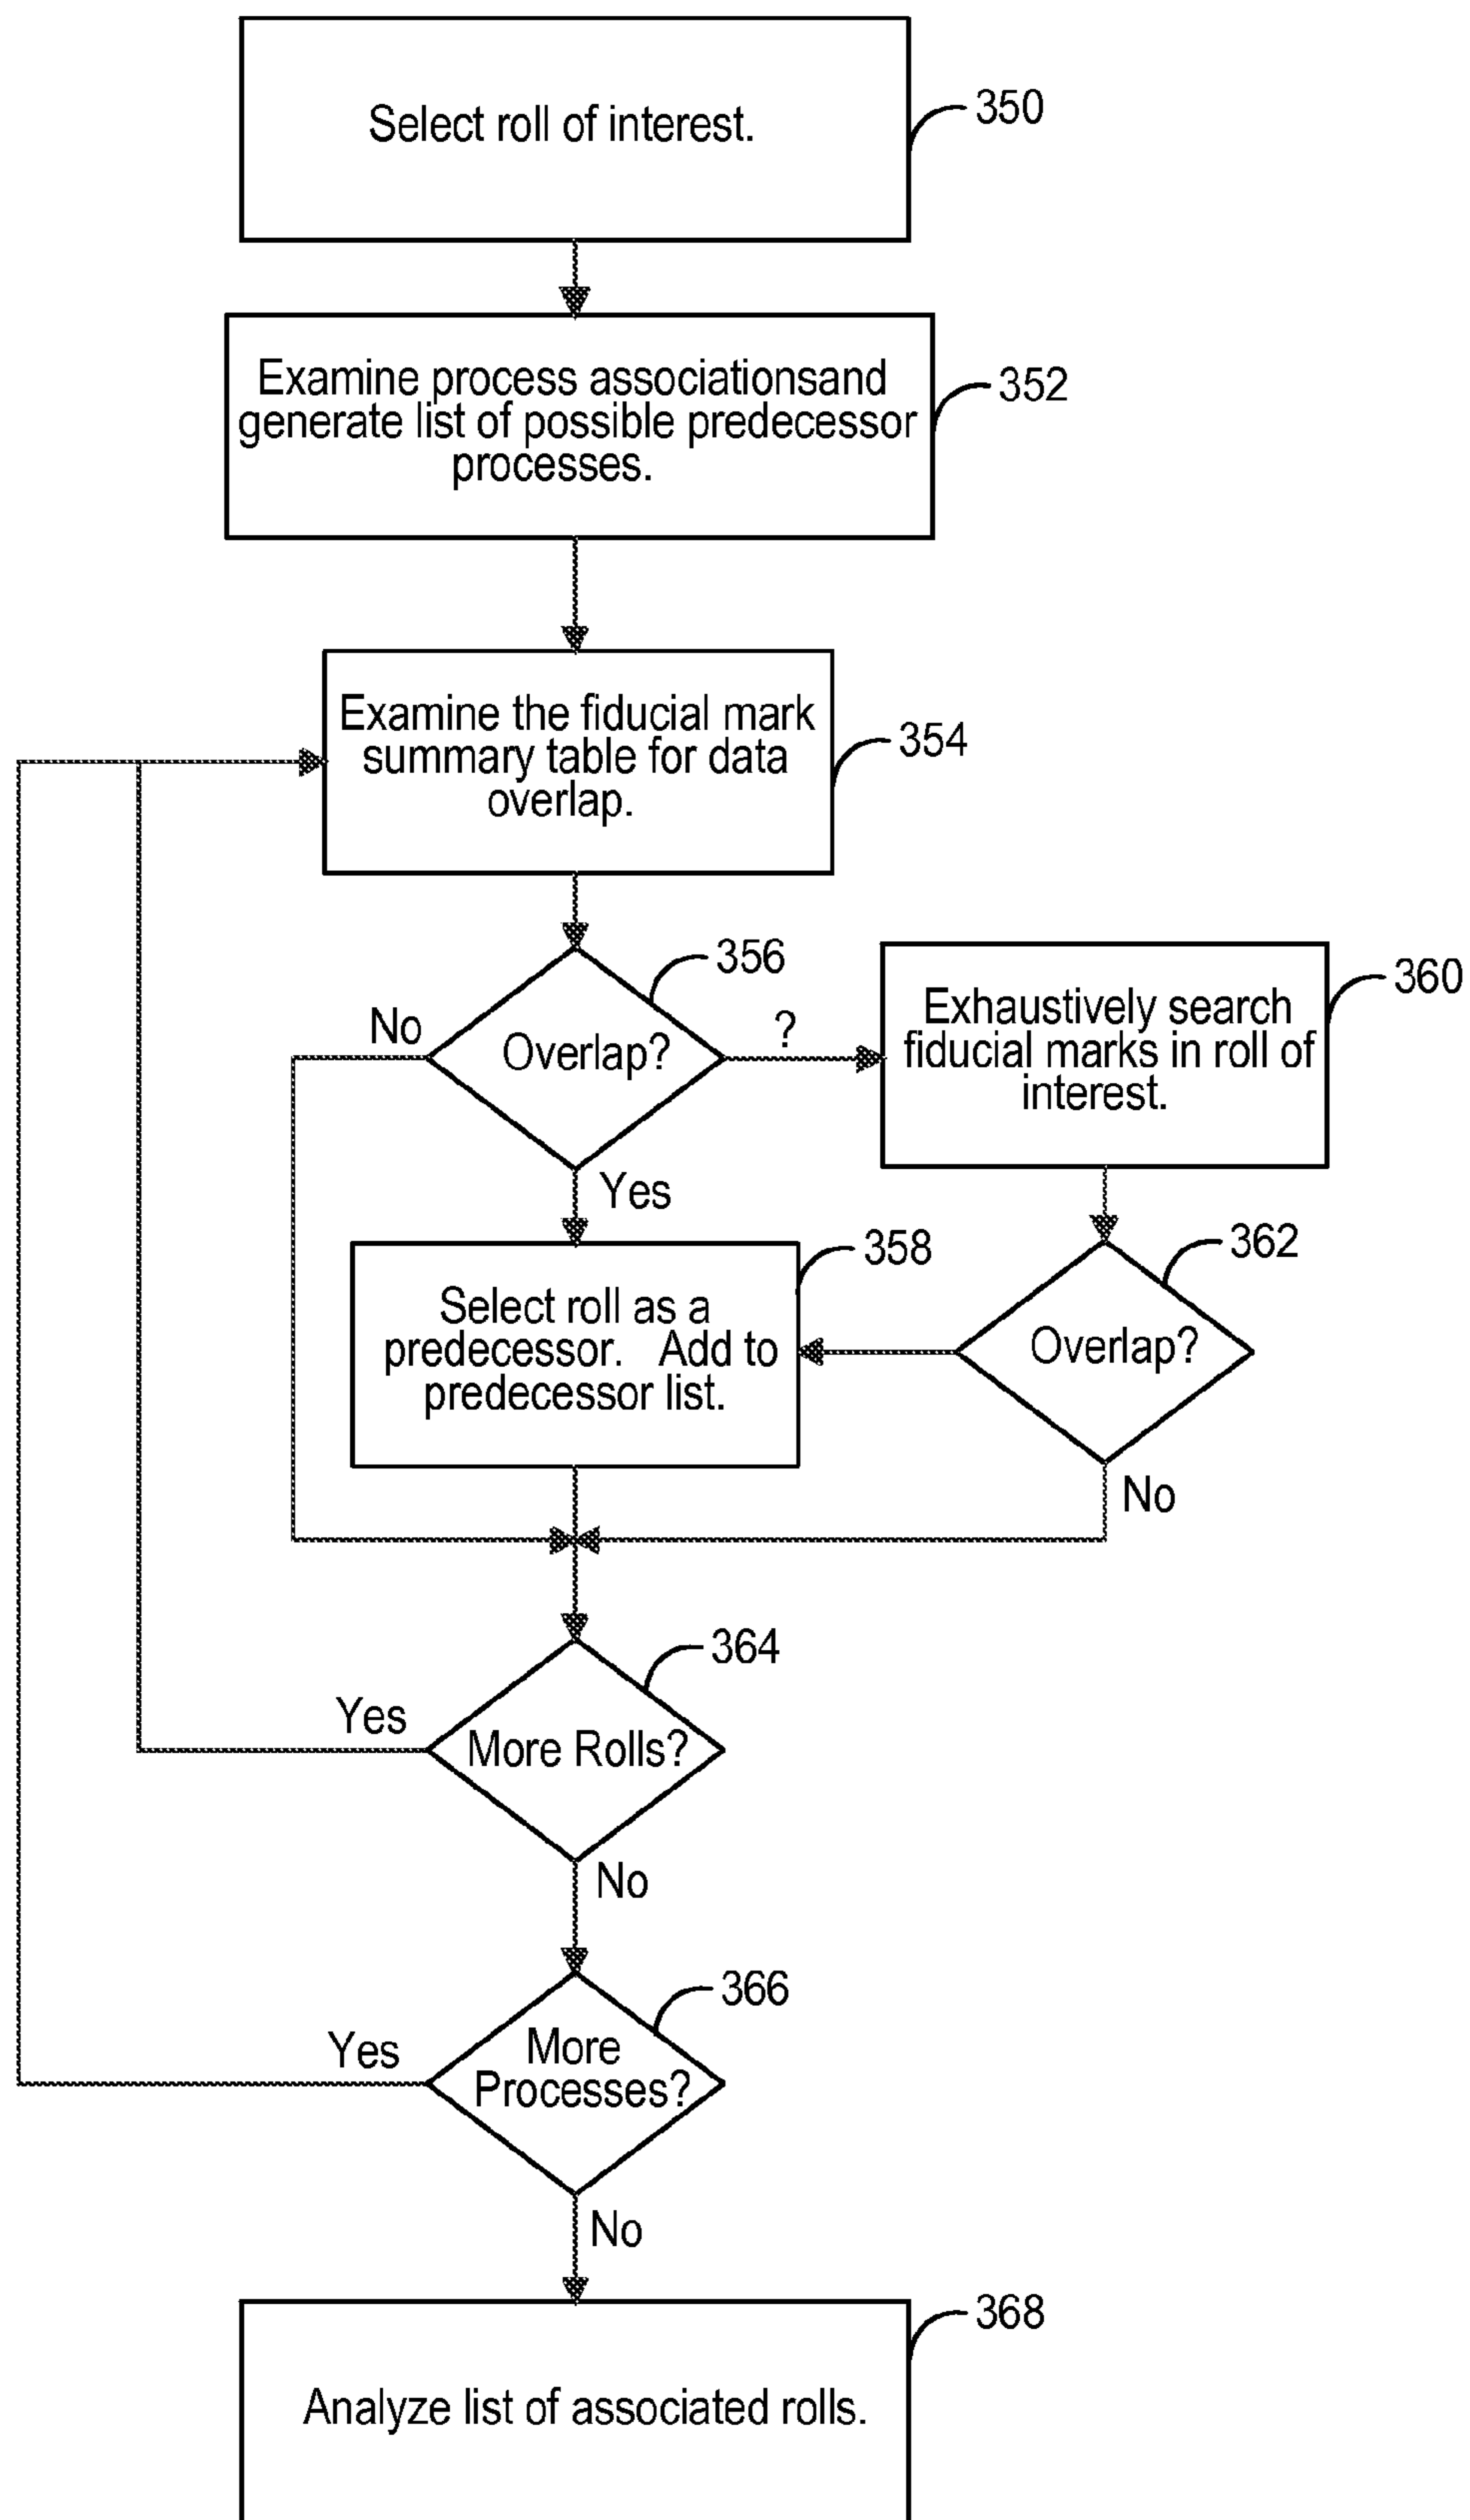 Select roll of interest.
350
Examine process associationsand
generate list of possible predecessor
processes.
352
Examine the fiducial mark
summary table for data
overlap.
354
356
No
Overlap?
?
Exhaustively search
fiducial marks in roll of
interest.
360
Yes
358
Select roll as a
predecessor. Add to
predecessor list.
362
Overlap?
No
364
Yes
More Rolls?
No
366
Yes
More
Processes?
No
368
Analyze list of associated rolls.